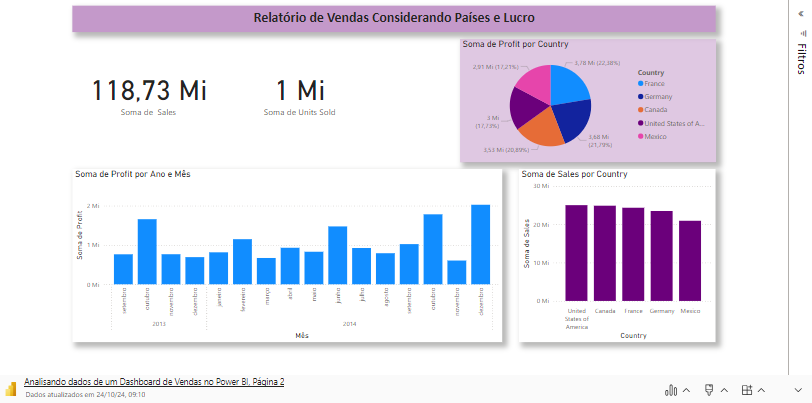 Relatório de Vendas Considerando Países e Lucro
Filtros
118,73 Mi
Soma de Sales
1 Mi
Soma de Units Sold
Soma de Profit por Country
3,78 Mi (22,38%)
3,68 Mi
(21,79%)
3,53 Mi (20,89%)
3 Mi
(17,73%)
2,91 Mi (17,21%)
Country
France
Germany
Canada
United States of A...
Mexico
Soma de Profit por Ano e Mês
Soma de Profit
2 Mi
1 Mi
0 Mi
setembro
outubro
novembro
dezembro
janeiro
fevereiro
março
abril
maio
junho
julho
agosto
setembro
outubro
novembro
dezembro
2013
2014
Mês
Soma de Sales por Country
Soma de Sales
30 Mi
20 Mi
10 Mi
0 Mi
United
States of
America
Canada
France
Germany
Mexico
Country
Analisando dados de um Dashboard de Vendas no Power BI, Página 2
Dados atualizados em 24/10/24, 09:10